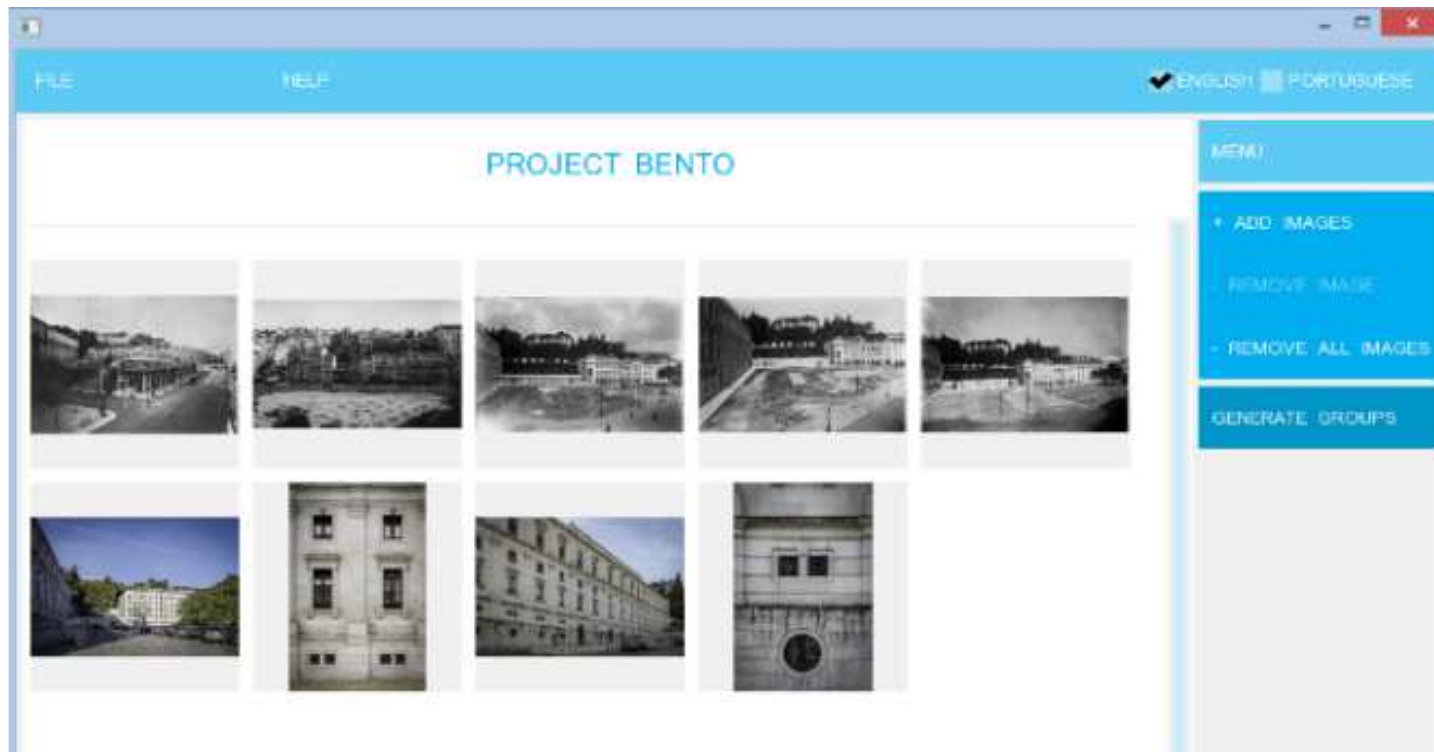 FILE HELP ENGLISH PORTUGUESE
PROJECT BENTO
MENU
+ ADD IMAGES
- REMOVE IMAGE
- REMOVE ALL IMAGES
GENERATE GROUPS